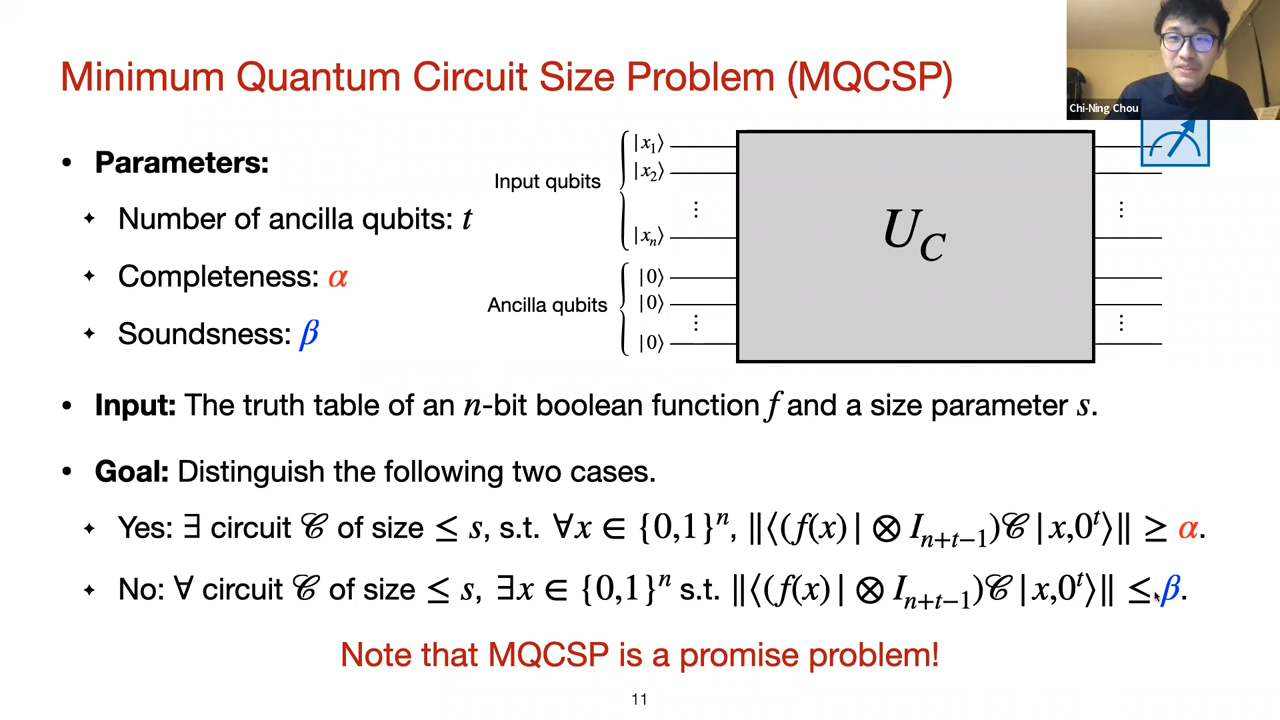 Minimum Quantum Circuit Size Problem (MQCSP)
Chi-Ning Chou
• Parameters:
Number of ancilla qubits: t
Completeness: α
Soundsness: β
Input qubits
|x₁⟩
|x₂⟩
⋮
|xₙ⟩
Ancilla qubits
|0⟩
|0⟩
⋮
|0⟩
U_C
⋮
⋮
• Input: The truth table of an n-bit boolean function f and a size parameter s.
• Goal: Distinguish the following two cases.
Yes: ∃ circuit 𝒞 of size ≤ s, s.t. ∀x ∈ {0,1}ⁿ, ‖⟨(f(x)| ⊗ I_{n+t−1})𝒞|x,0ᵗ⟩‖ ≥ α.
No: ∀ circuit 𝒞 of size ≤ s, ∃x ∈ {0,1}ⁿ s.t. ‖⟨(f(x)| ⊗ I_{n+t−1})𝒞|x,0ᵗ⟩‖ ≤ β.
Note that MQCSP is a promise problem!
11